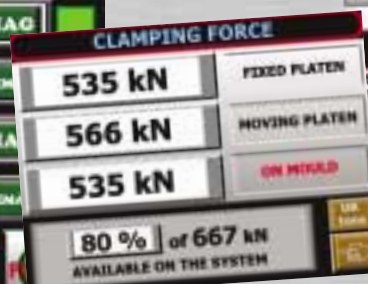 AG
CLAMPING FORCE
535 kN FIXED PLATEN
566 kN MOVING PLATEN
535 kN ON MOULD
80 % of 667 kN
AVAILABLE ON THE SYSTEM